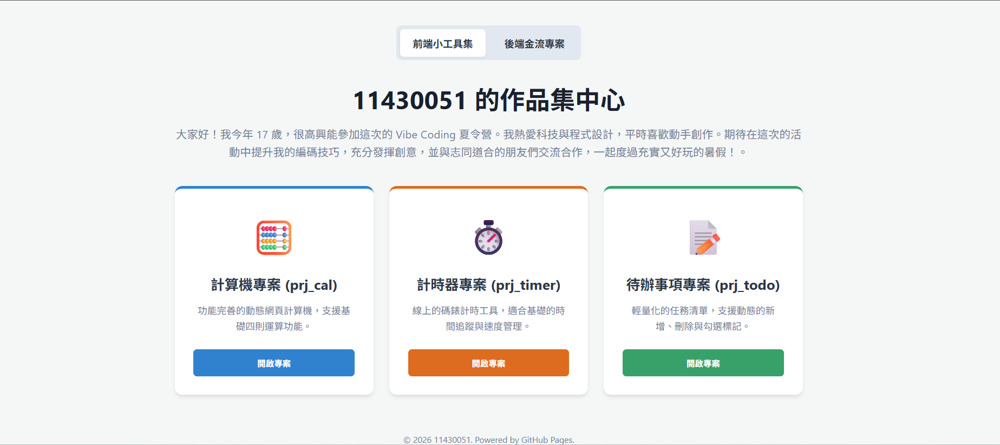 前端小工具集
後端金流專案
11430051 的作品集中心
大家好！我今年 17 歲，很高興能參加這次的 Vibe Coding 夏令營。我熱愛科技與程式設計，平時喜歡動手創作。期待在這次的活
動中提升我的編碼技巧，充分發揮創意，並與志同道合的朋友們交流合作，一起度過充實又好玩的暑假！。
計算機專案 (prj_cal)
功能完善的動態網頁計算機，支援基
礎四則運算功能。
開啟專案
計時器專案 (prj_timer)
線上的碼錶計時工具，適合基礎的時
間追蹤與速度管理。
開啟專案
待辦事項專案 (prj_todo)
輕量化的任務清單，支援動態的新
增、刪除與勾選標記。
開啟專案
© 2026 11430051. Powered by GitHub Pages.